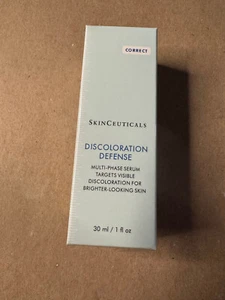 CORRECT
SKINCEUTICALS
DISCOLORATION
DEFENSE
MULTI-PHASE SERUM
TARGETS VISIBLE
DISCOLORATION FOR
BRIGHTER-LOOKING SKIN
30 ml / 1 fl oz